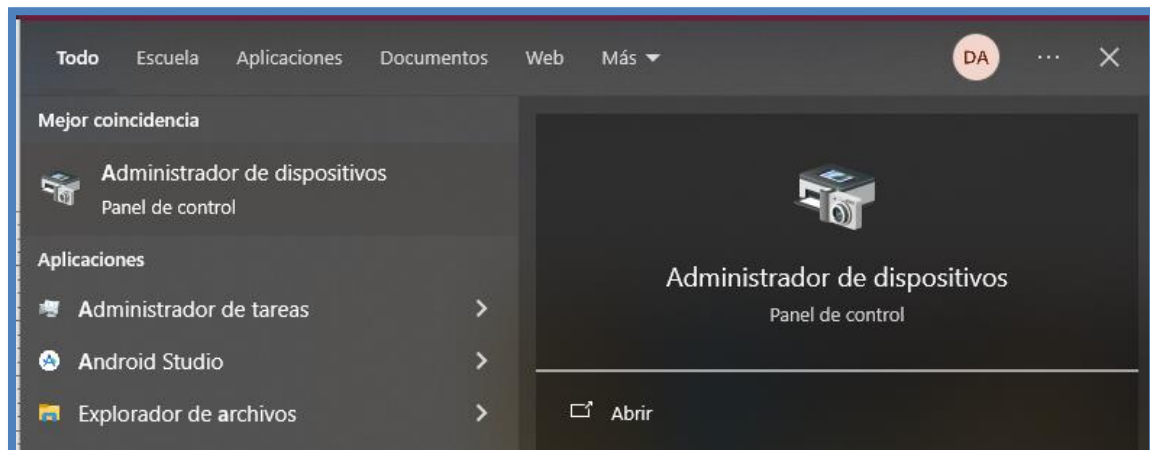 Todo Escuela Aplicaciones Documentos Web Más DA ...
Mejor coincidencia
Administrador de dispositivos
Panel de control
Aplicaciones
Administrador de tareas
Android Studio
Explorador de archivos
Administrador de dispositivos
Panel de control
Abrir